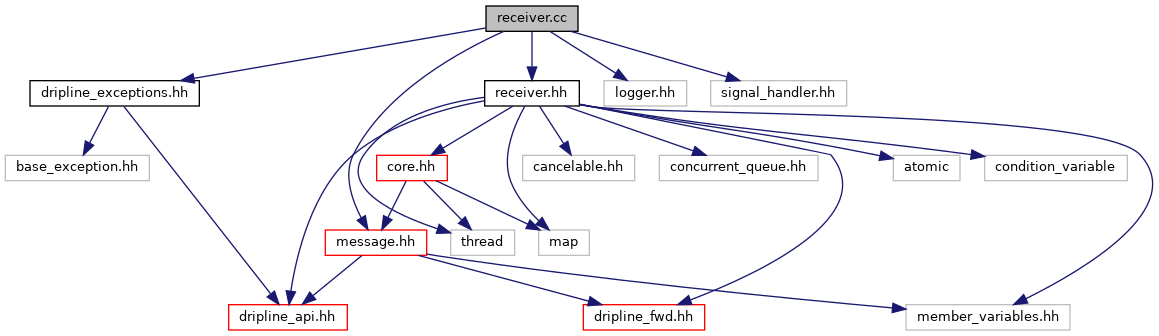 receiver.cc
dripline_exceptions.hh
receiver.hh
logger.hh
signal_handler.hh
base_exception.hh
core.hh
cancelable.hh
concurrent_queue.hh
atomic
condition_variable
message.hh
thread
map
dripline_api.hh
dripline_fwd.hh
member_variables.hh